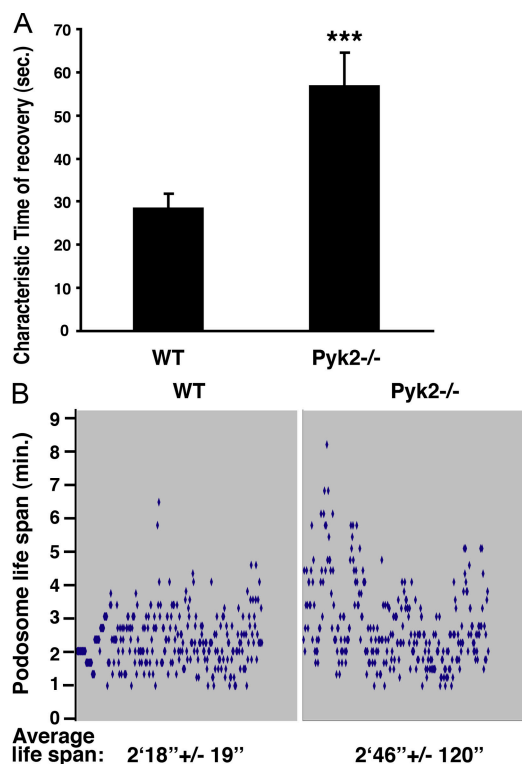 A
Characteristic Time of recovery (sec.)
70
60
50
40
30
20
10
0
***
WT
Pyk2-/-
B
WT
Pyk2-/-
Podosome life span (min.)
9
8
7
6
5
4
3
2
1
0
Average
life span: 2‘18”+/- 19” 2‘46”+/- 120”